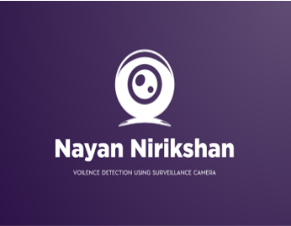 Nayan Nirikshan
VOILENCE DETECTION USING SURVEILLANCE CAMERA